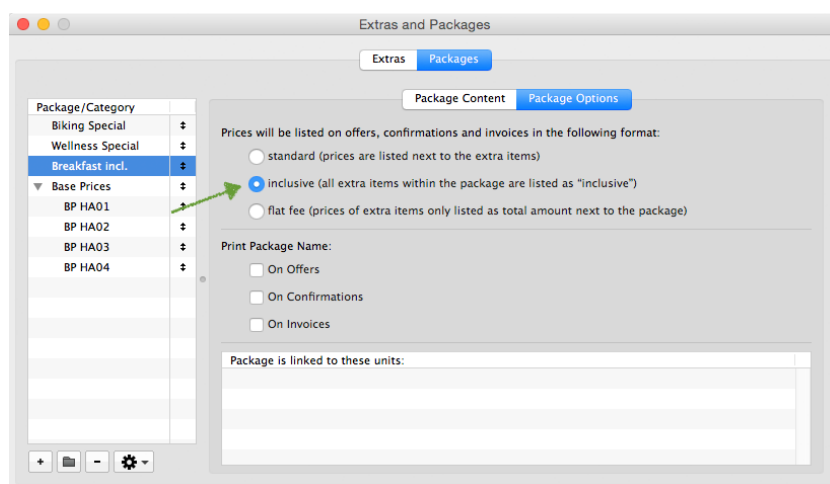 Extras and Packages
Extras Packages
Package/Category
Biking Special
Wellness Special
Breakfast incl.
Base Prices
BP HA01
BP HA02
BP HA03
BP HA04
Package Content Package Options
Prices will be listed on offers, confirmations and invoices in the following format:
standard (prices are listed next to the extra items)
inclusive (all extra items within the package are listed as “inclusive”)
flat fee (prices of extra items only listed as total amount next to the package)
Print Package Name:
On Offers
On Confirmations
On Invoices
Package is linked to these units: